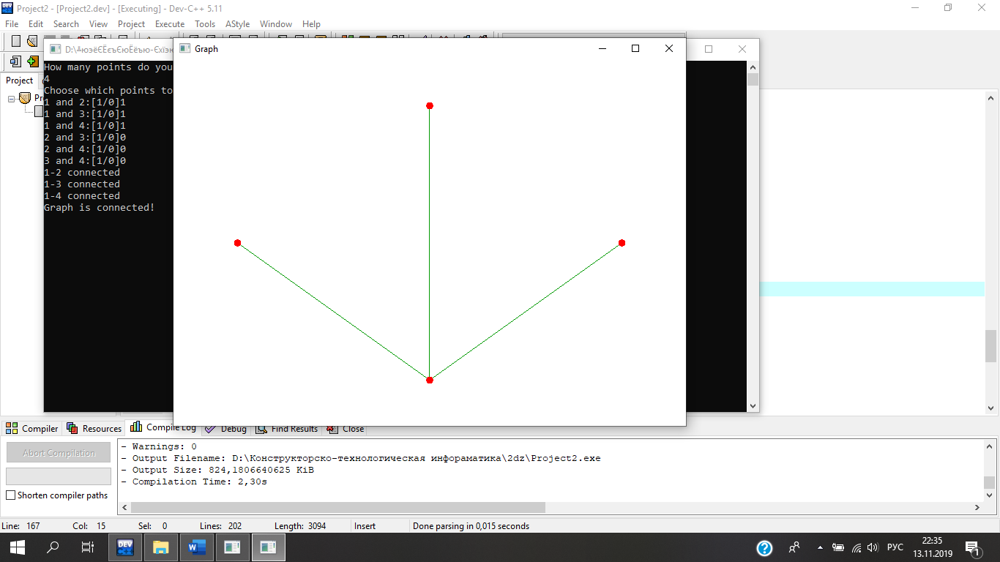 Project2 - [Project2.dev] - [Executing] - Dev-C++ 5.11
File Edit Search View Project Execute Tools AStyle Window Help
Graph
Project
How many points do you
4
Choose which points to
1 and 2:[1/0]1
1 and 3:[1/0]1
1 and 4:[1/0]1
2 and 3:[1/0]0
2 and 4:[1/0]0
3 and 4:[1/0]0
1-2 connected
1-3 connected
1-4 connected
Graph is connected!
Compiler Resources Compile Log Debug Find Results Close
Abort Compilation
Shorten compiler paths
- Warnings: 0
- Output Filename: D:\Конструкторско-технологическая инфораматика\2dz\Project2.exe
- Output Size: 824,1806640625 KiB
- Compilation Time: 2,30s
Line: 167 Col: 15 Sel: 0 Lines: 202 Length: 3094 Insert Done parsing in 0,015 seconds
DEV
РУС
22:35
13.11.2019
1